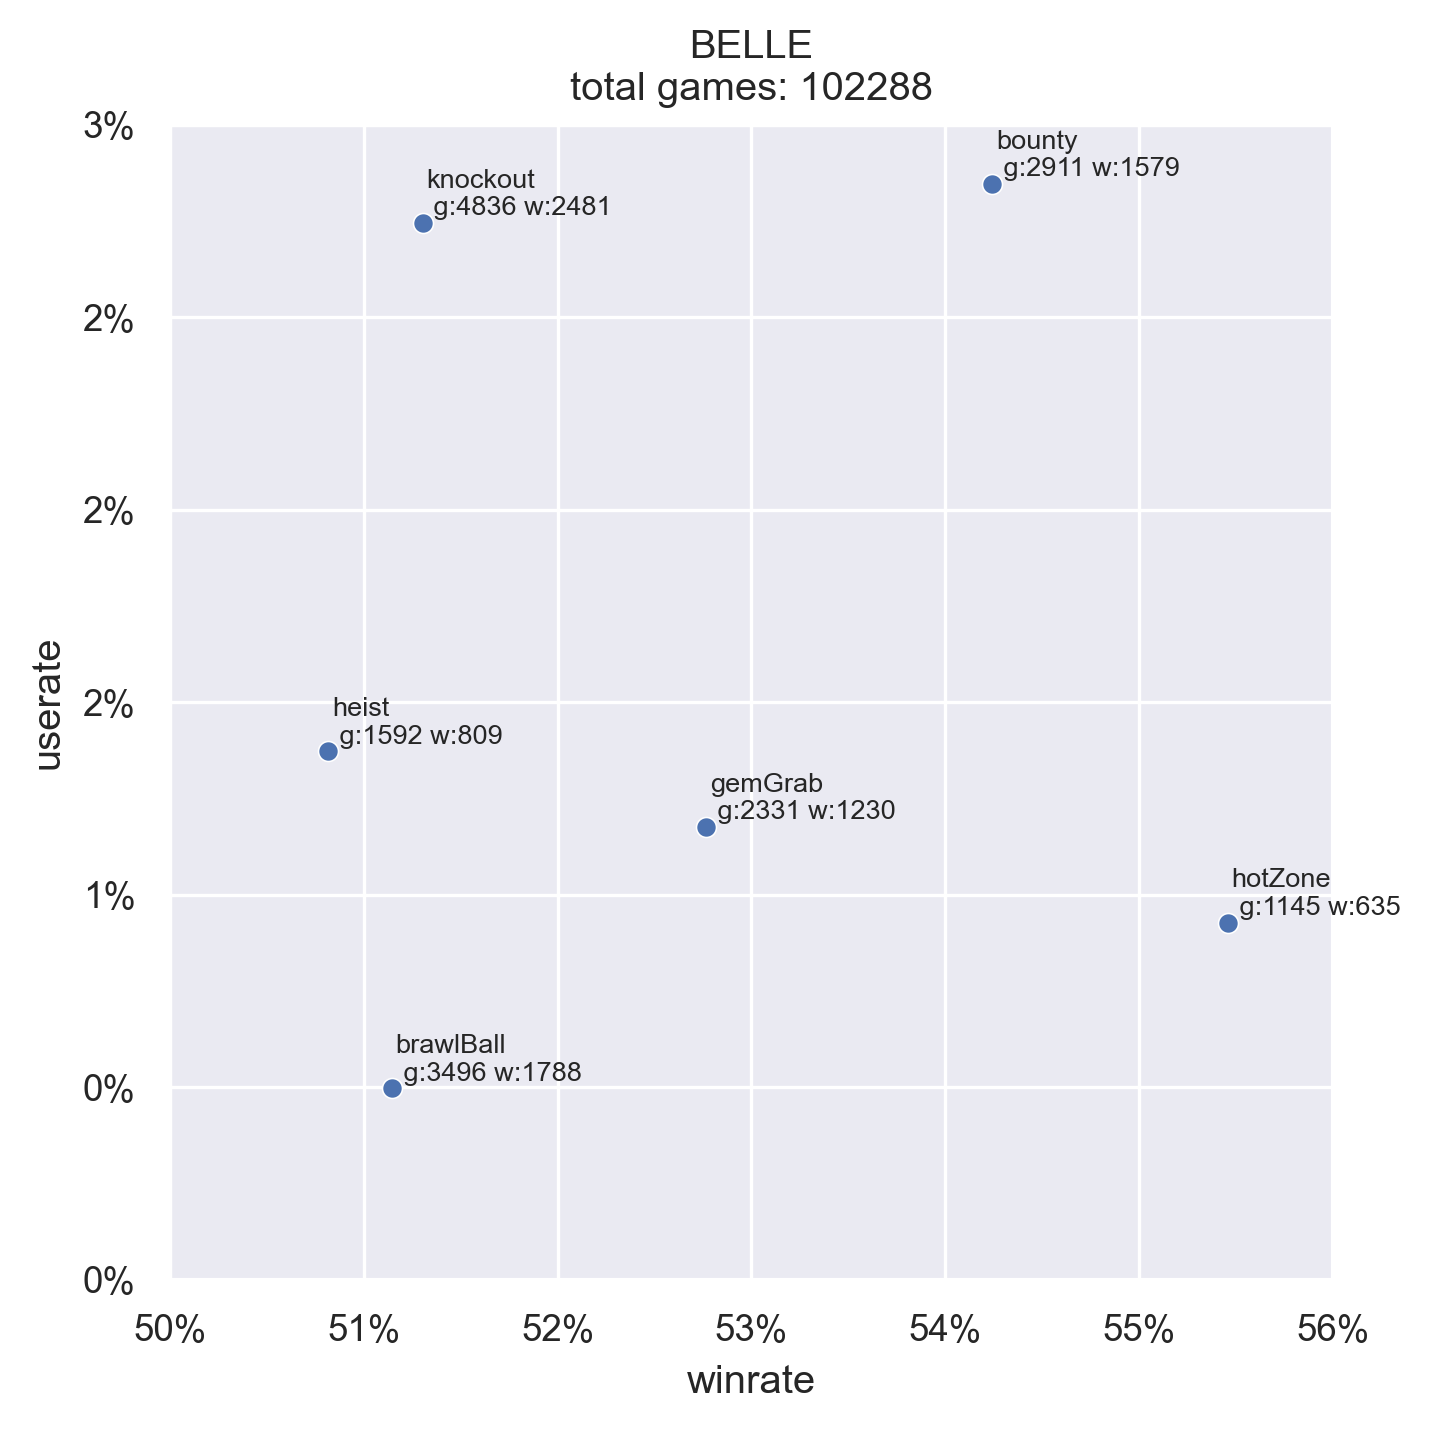 BELLE
total games: 102288
3%
2%
2%
2%
1%
0%
0%
userate
bounty
g:2911 w:1579
knockout
g:4836 w:2481
heist
g:1592 w:809
gemGrab
g:2331 w:1230
hotZone
g:1145 w:635
brawlBall
g:3496 w:1788
50% 51% 52% 53% 54% 55% 56%
winrate